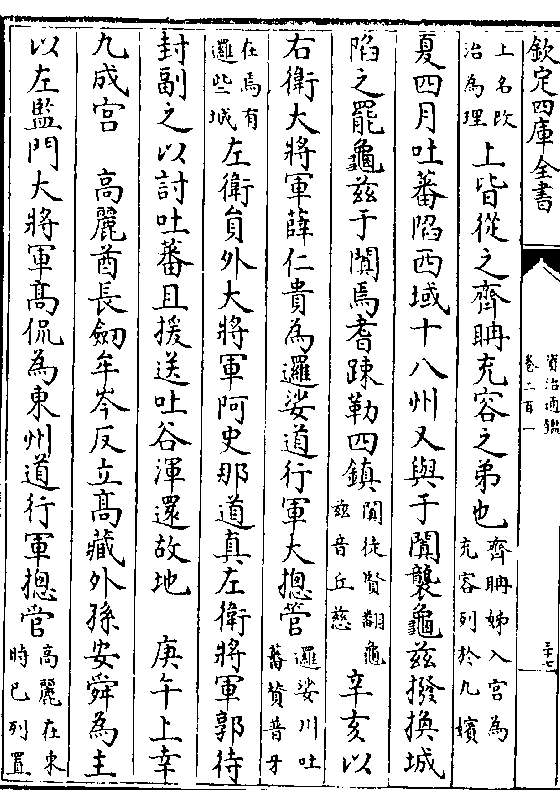 欽定四庫全書
資治通鑑
卷二百一
上名改
治為理
上皆從之齊聃充容之弟也
齊聃姊入宮為
充容列於九嬪
夏四月吐蕃陷西域十八州又與于闐襲龜茲撥換城
陷之罷龜茲于闐焉耆踈勒四鎮
闐徒賢翻龜
茲音丘慈
辛亥以
右衛大將軍薛仁貴為邏娑道行軍大摠管
邏娑川吐
蕃贊普牙
在焉有
邏些城
左衛員外大將軍阿史那道真左衛將軍郭待
封副之以討吐蕃且援送吐谷渾還故地　庚午上幸
九成宮　高麗酋長劒牟岑反立高藏外孫安舜為主
以左監門大將軍高侃為東州道行軍摠管
高麗在東
時已列置